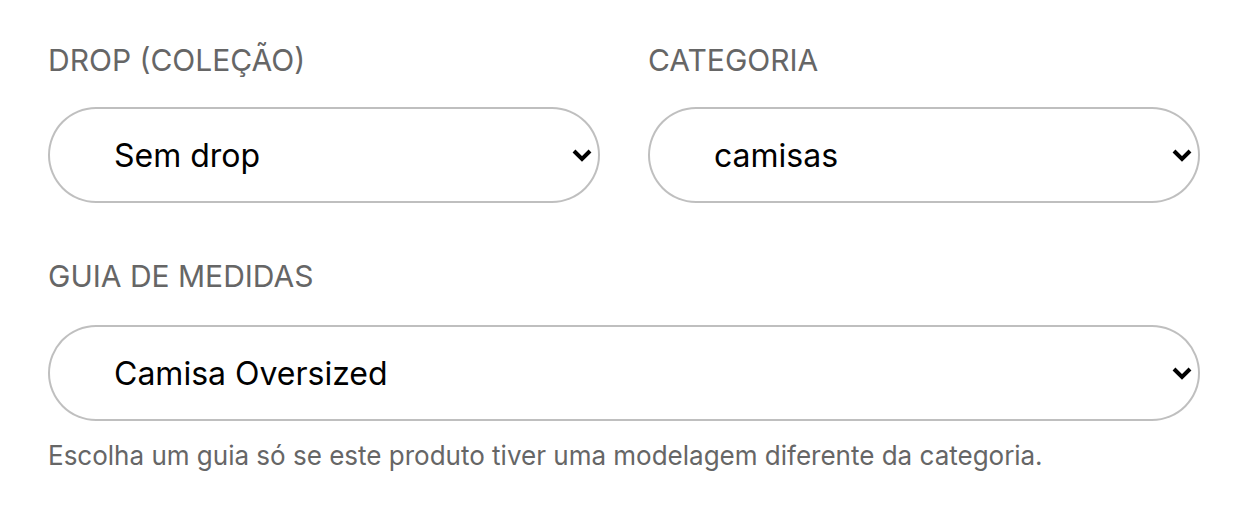 DROP (COLEÇÃO)
CATEGORIA
Sem drop
camisas
GUIA DE MEDIDAS
Camisa Oversized
Escolha um guia só se este produto tiver uma modelagem diferente da categoria.